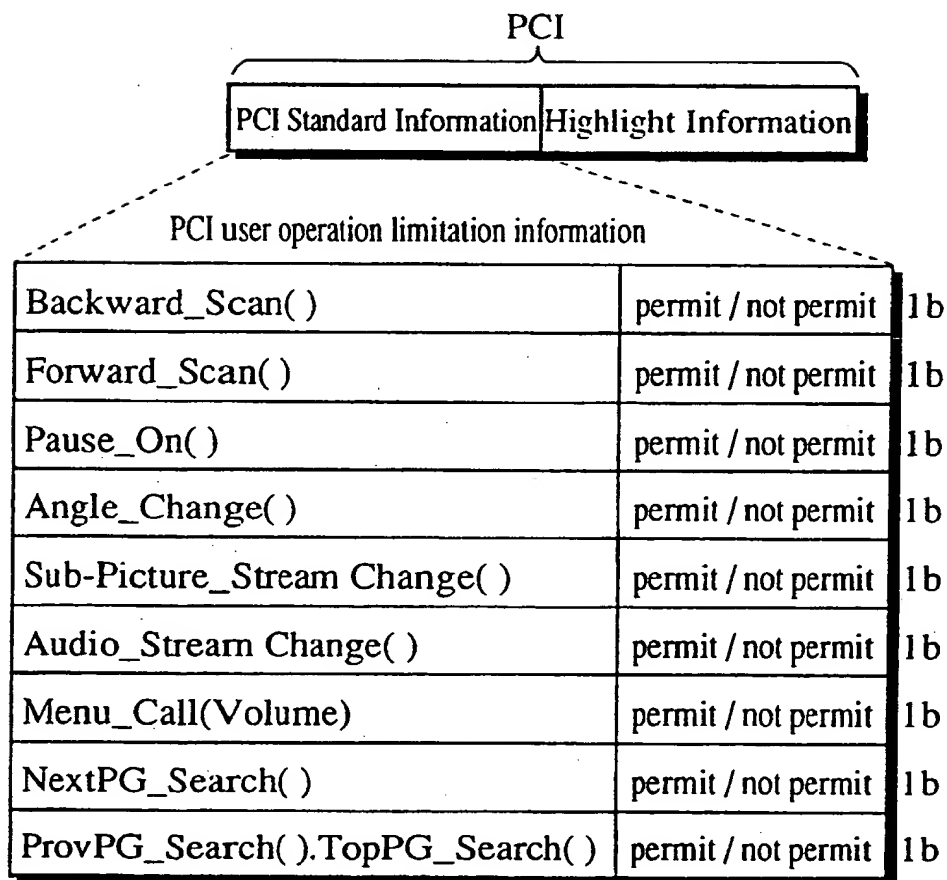 PCI
PCI Standard Information Highlight Information
PCI user operation limitation information
Backward_Scan( ) permit / not permit 1b
Forward_Scan( ) permit / not permit 1b
Pause_On( ) permit / not permit 1b
Angle_Change( ) permit / not permit 1b
Sub-Picture_Stream Change( ) permit / not permit 1b
Audio_Stream Change( ) permit / not permit 1b
Menu_Call(Volume) permit / not permit 1b
NextPG_Search( ) permit / not permit 1b
ProvPG_Search( ).TopPG_Search( ) permit / not permit 1b